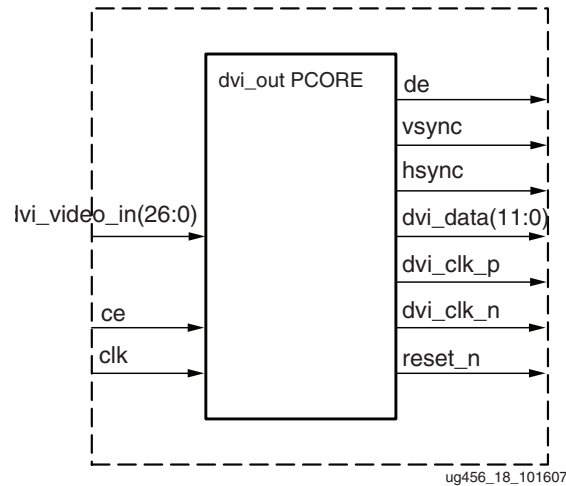 dvi_out PCORE
de
vsync
hsync
lvi_video_in(26:0)
dvi_data(11:0)
dvi_clk_p
ce
dvi_clk_n
clk
reset_n
ug456_18_101607